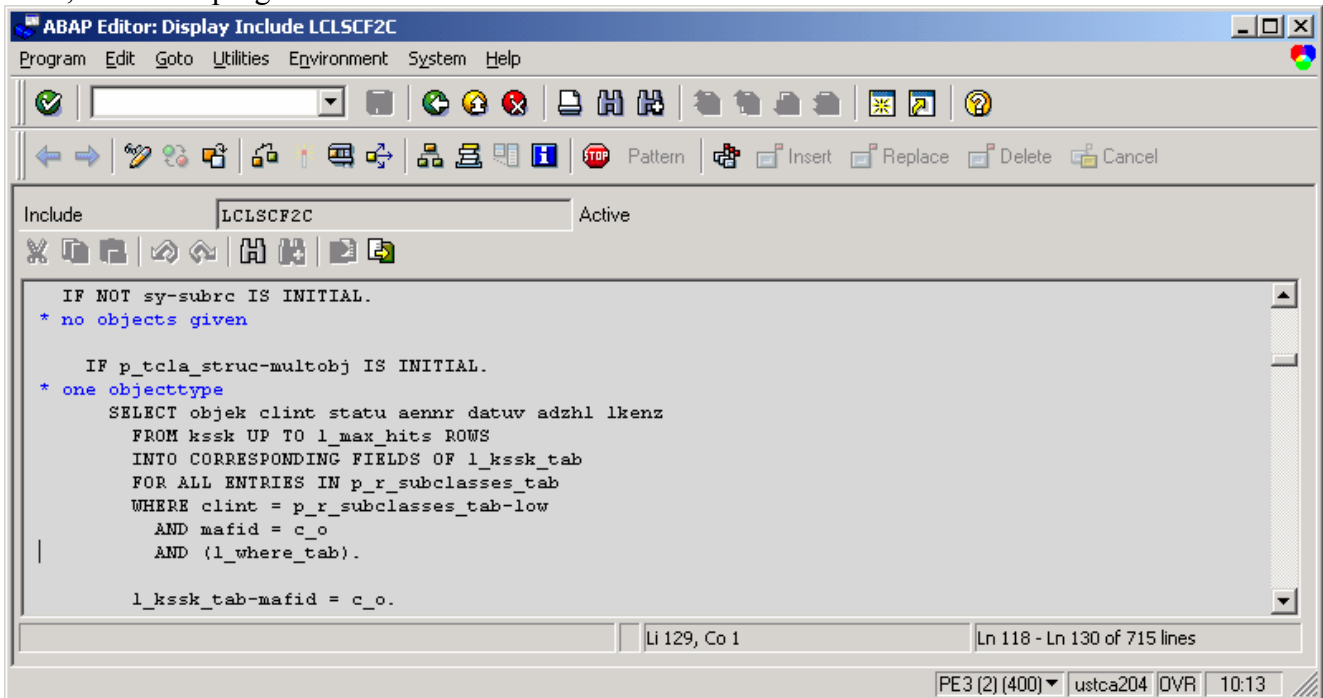 ABAP Editor: Display Include LCLSCF2C
Program Edit Goto Utilities Environment System Help
STOP Pattern Insert Replace Delete Cancel
Include LCLSCF2C Active
IF NOT sy-subrc IS INITIAL.
* no objects given
IF p_tcla_struc-multobj IS INITIAL.
* one objecttype
SELECT objek clint statu aennr datuv adzhl lkenz
FROM kssk UP TO l_max_hits ROWS
INTO CORRESPONDING FIELDS OF l_kssk_tab
FOR ALL ENTRIES IN p_r_subclasses_tab
WHERE clint = p_r_subclasses_tab-low
AND mafid = c_o
AND (l_where_tab).
l_kssk_tab-mafid = c_o.
Li 129, Co 1 Ln 118 - Ln 130 of 715 lines
PE3 (2) (400) ustca204 OVR 10:13